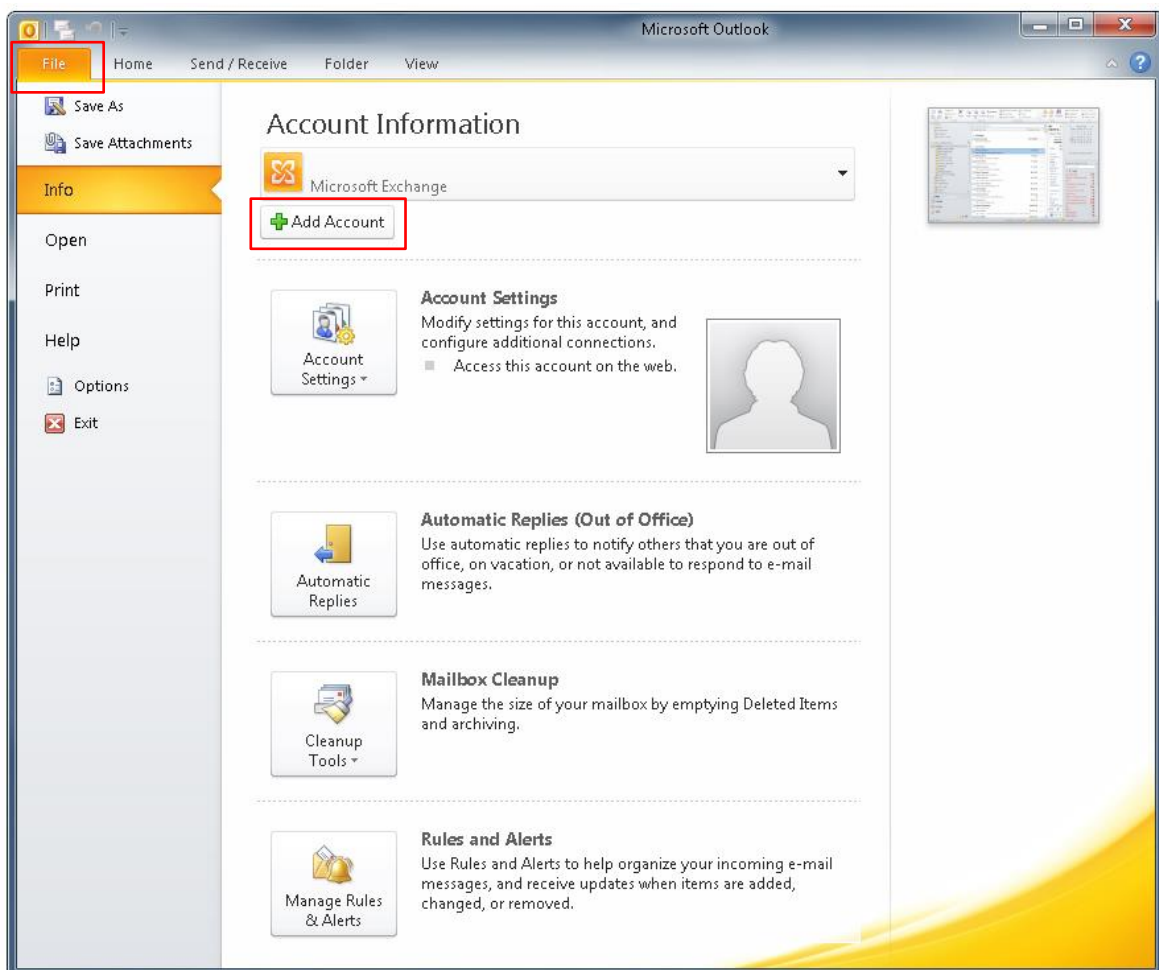 Microsoft Outlook
File Home Send / Receive Folder View
Save As
Save Attachments
Info
Open
Print
Help
Options
Exit
Account Information
Microsoft Exchange
Add Account
Account Settings
Account Settings
Modify settings for this account, and
configure additional connections.
Access this account on the web.
Automatic
Replies
Automatic Replies (Out of Office)
Use automatic replies to notify others that you are out of
office, on vacation, or not available to respond to e-mail
messages.
Cleanup
Tools
Mailbox Cleanup
Manage the size of your mailbox by emptying Deleted Items
and archiving.
Manage Rules
& Alerts
Rules and Alerts
Use Rules and Alerts to help organize your incoming e-mail
messages, and receive updates when items are added,
changed, or removed.